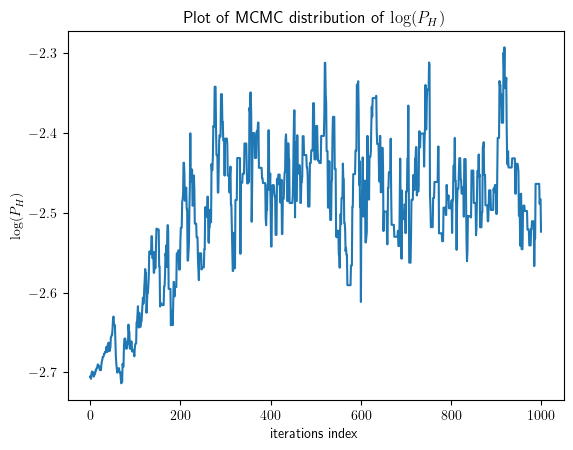 Plot of MCMC distribution of log(P_H)
log(P_H)
−2.3
−2.4
−2.5
−2.6
−2.7
0 200 400 600 800 1000
iterations index